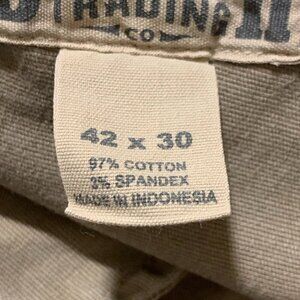 TRADING
CO
42 x 30
97% COTTON
3% SPANDEX
MADE IN INDONESIA